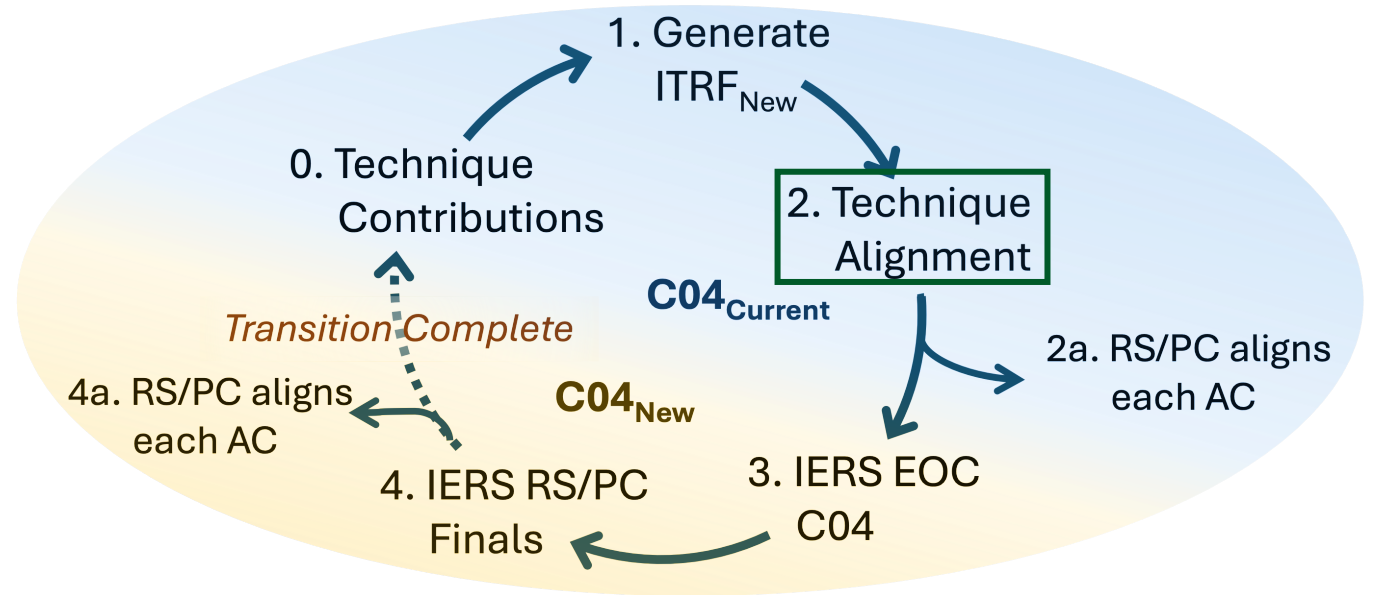 1. Generate
ITRFNew
0. Technique
Contributions
2. Technique
Alignment
C04Current
Transition Complete
2a. RS/PC aligns
each AC
4a. RS/PC aligns
each AC
C04New
4. IERS RS/PC
Finals
3. IERS EOC
C04